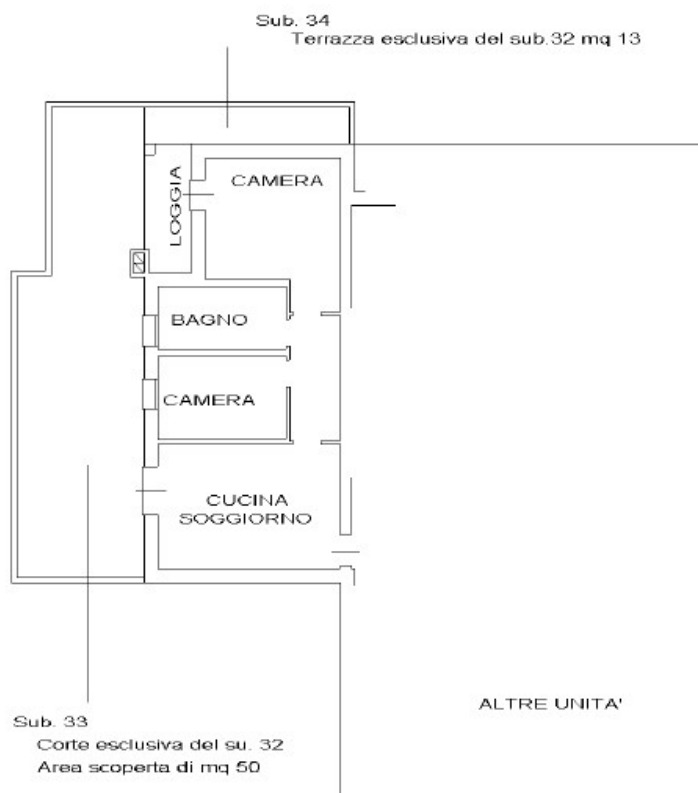 Sub. 34
Terrazza esclusiva del sub.32 mq 13
LOGGIA
CAMERA
BAGNO
CAMERA
CUCINA
SOGGIORNO
ALTRE UNITA'
Sub. 33
Corte esclusiva del su. 32
Area scoperta di mq 50